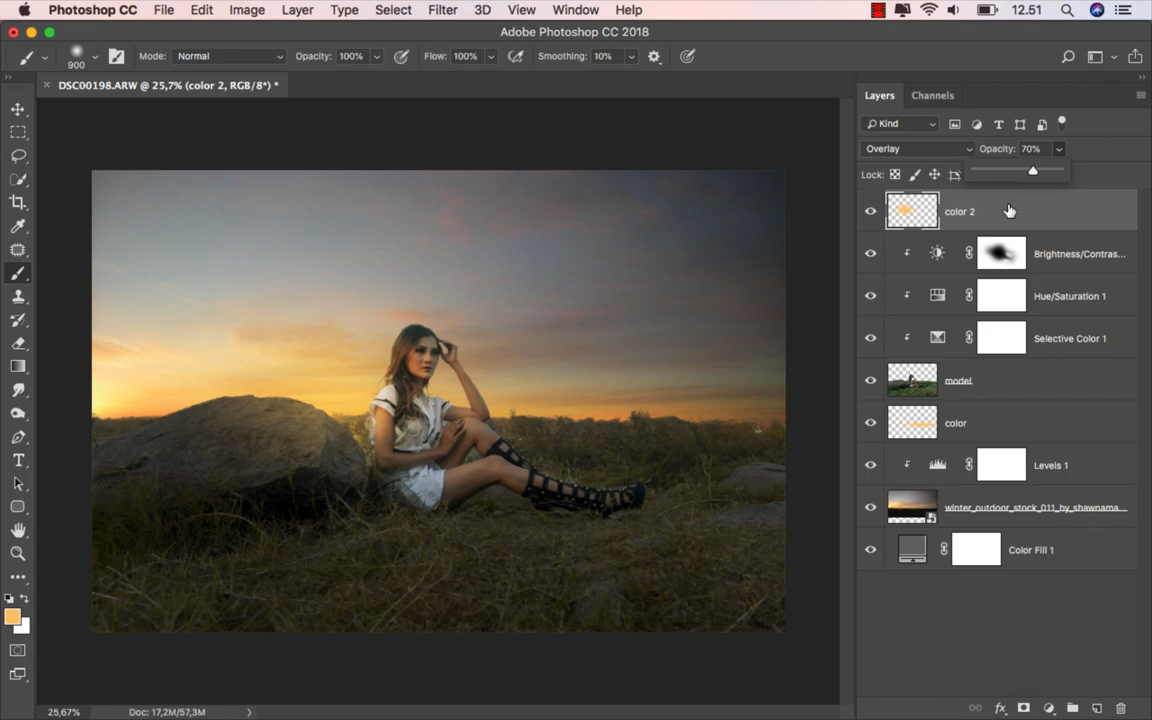 Photoshop CC File Edit Image Layer Type Select Filter 3D View Window Help 12.51
Adobe Photoshop CC 2018
900 Mode: Normal Opacity: 100% Flow: 100% Smoothing: 10%
DSC00198.ARW @ 25,7% (color 2, RGB/8*) *
Layers Channels
Kind
Overlay Opacity: 70%
Lock:
color 2
Brightness/Contras...
Hue/Saturation 1
Selective Color 1
model
color
Levels 1
winter_outdoor_stock_011_by_shawnama...
Color Fill 1
25,67% Doc: 17,2M/57,3M